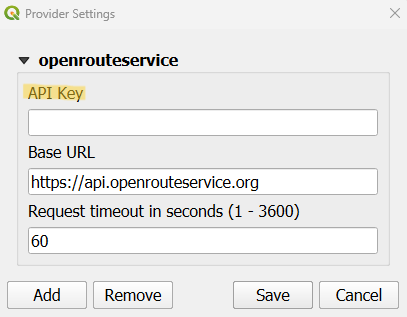 Provider Settings
openrouteservice
API Key
Base URL
https://api.openrouteservice.org
Request timeout in seconds (1 - 3600)
60
Add Remove Save Cancel